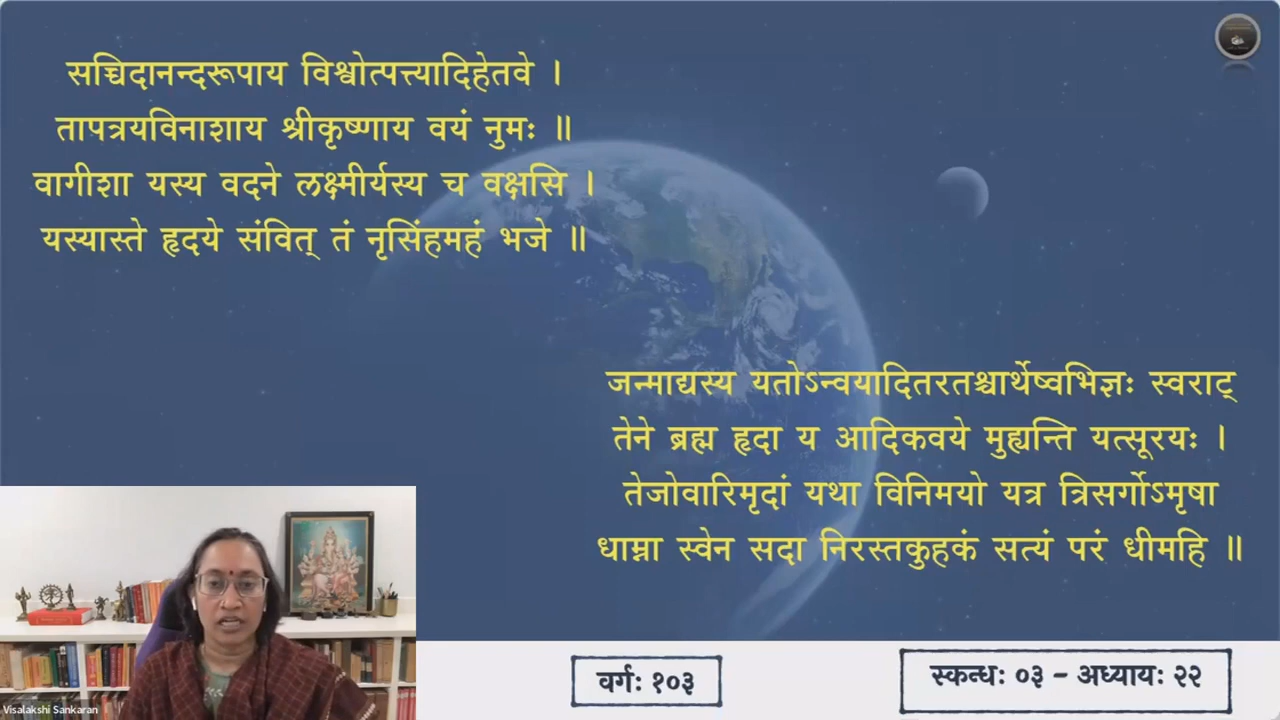 सच्चिदानन्दरूपाय विश्वोत्पत्त्यादिहेतवे ।
तापत्रयविनाशाय श्रीकृष्णाय वयं नुमः ॥
वागीशा यस्य वदने लक्ष्मीर्यस्य च वक्षसि ।
यस्यास्ते हृदये संवित् तं नृसिंहमहं भजे ॥
जन्माद्यस्य यतोऽन्वयादितरतश्चार्थेष्वभिज्ञः स्वराट्
तेने ब्रह्म हृदा य आदिकवये मुह्यन्ति यत्सूरयः ।
तेजोवारिमृदां यथा विनिमयो यत्र त्रिसर्गोऽमृषा
धाम्ना स्वेन सदा निरस्तकुहकं सत्यं परं धीमहि ॥
Visalakshi Sankaran
वर्गः १०३
स्कन्धः ०३ - अध्यायः २२